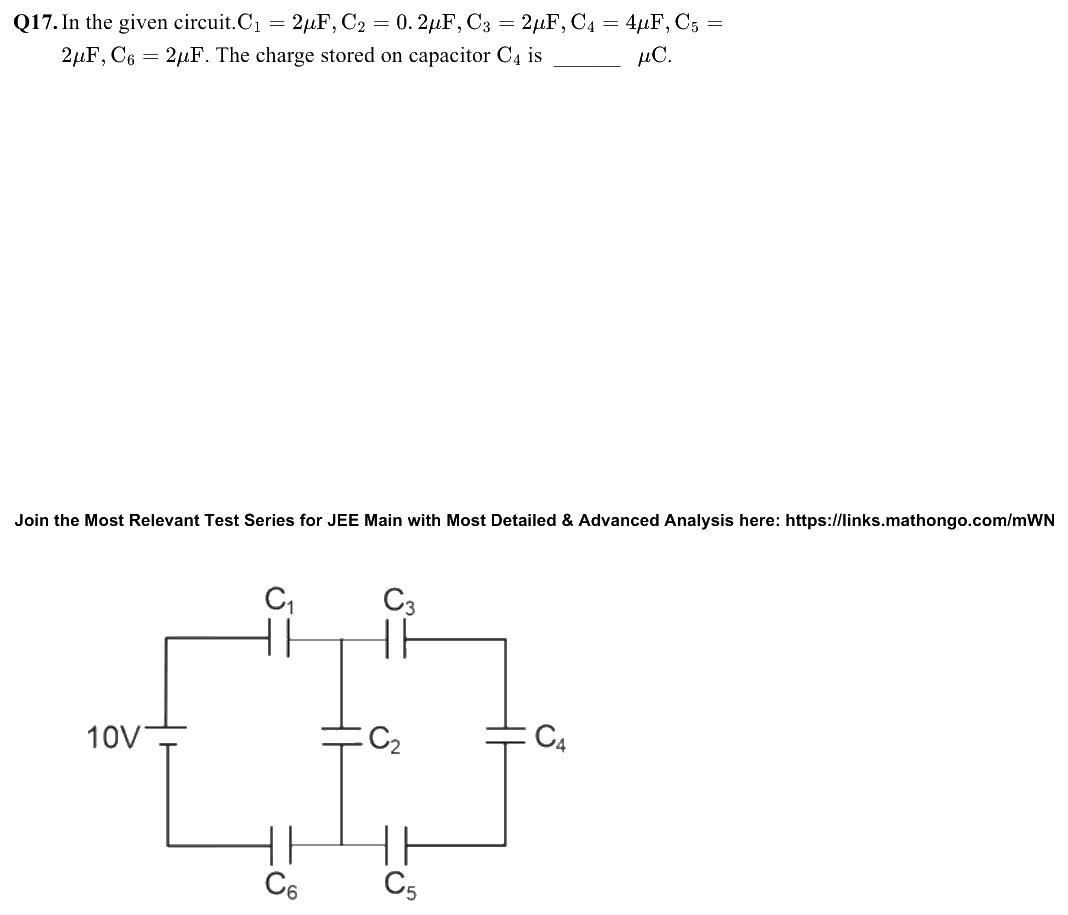 Q17. In the given circuit.C₁ = 2μF, C₂ = 0. 2μF, C₃ = 2μF, C₄ = 4μF, C₅ =
2μF, C₆ = 2μF. The charge stored on capacitor C₄ is ______ μC.
Join the Most Relevant Test Series for JEE Main with Most Detailed & Advanced Analysis here: https://links.mathongo.com/mWN
C₁ C₃
10V C₂ C₄
C₆ C₅